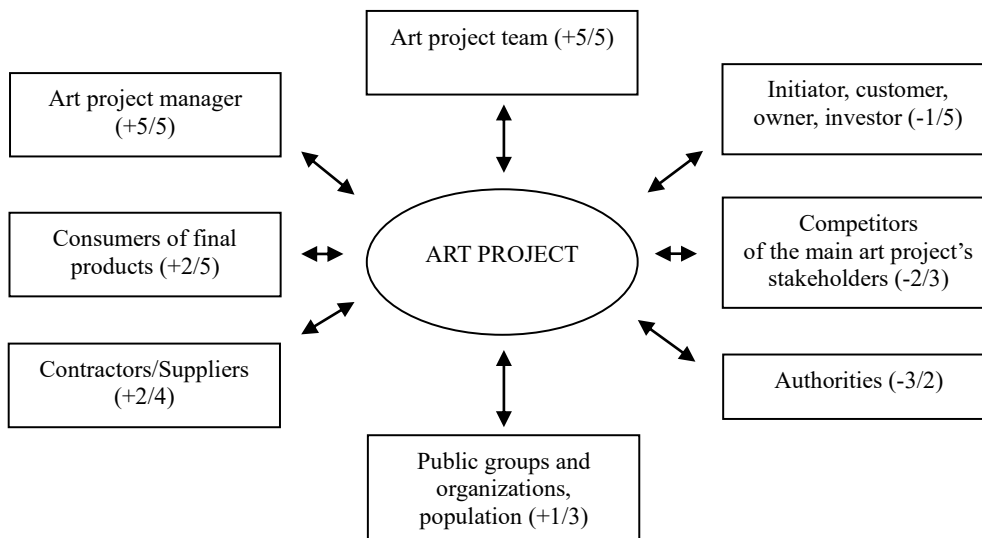 Art project team (+5/5)
Art project manager
(+5/5)
Initiator, customer,
owner, investor (-1/5)
Consumers of final
products (+2/5)
ART PROJECT
Competitors
of the main art project’s
stakeholders (-2/3)
Contractors/Suppliers
(+2/4)
Authorities (-3/2)
Public groups and
organizations,
population (+1/3)